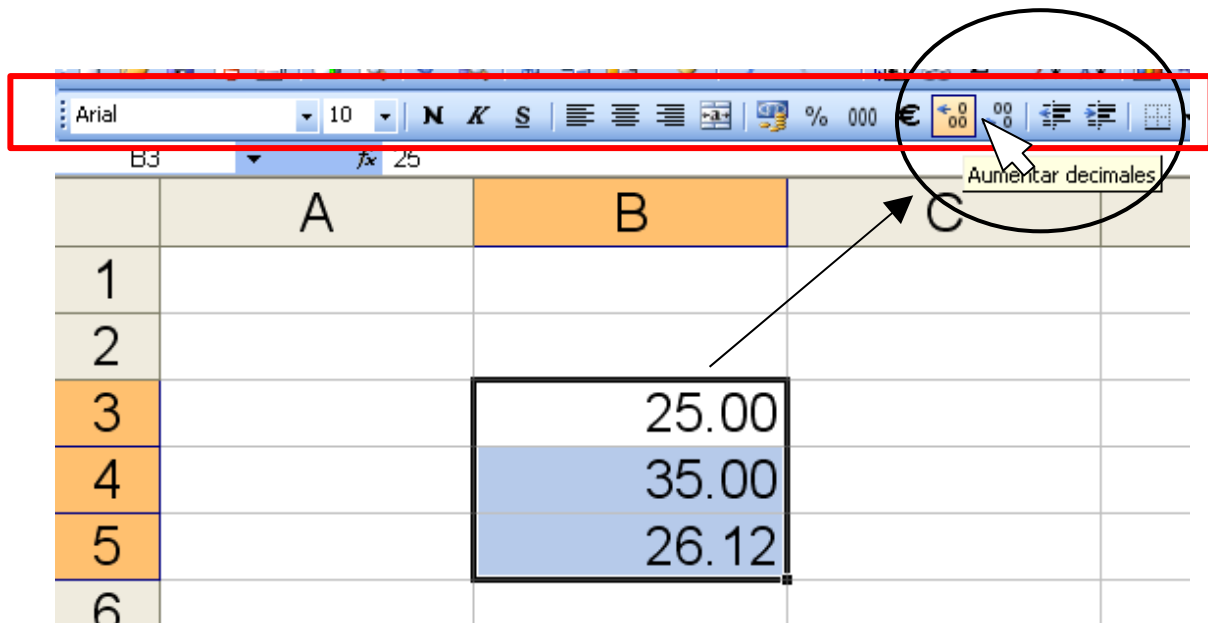 Arial 10 N K S % 000 €
B3 fx 25
Aumentar decimales
A B C
1
2
3 25.00
4 35.00
5 26.12
6